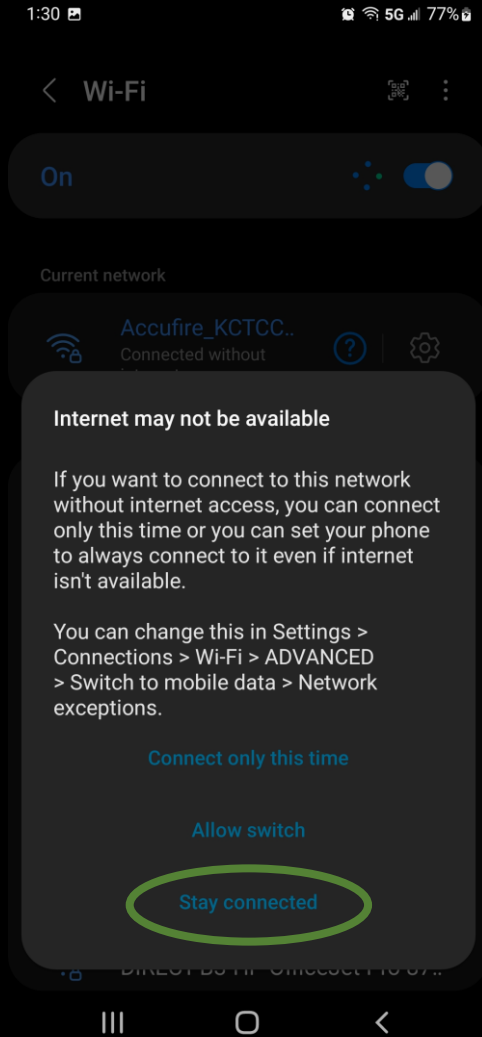 1:30 5G 77%
Wi-Fi
On
Current network
Accufire_KCTCC..
Connected without
Internet may not be available
If you want to connect to this network
without internet access, you can connect
only this time or you can set your phone
to always connect to it even if internet
isn't available.
You can change this in Settings >
Connections > Wi-Fi > ADVANCED
> Switch to mobile data > Network
exceptions.
Connect only this time
Allow switch
Stay connected